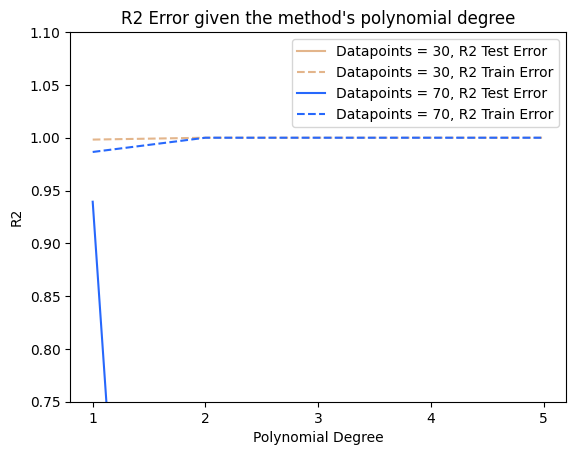 R2 Error given the method's polynomial degree
1.10
1.05
1.00
0.95
0.90
0.85
0.80
0.75
R2
Datapoints = 30, R2 Test Error
Datapoints = 30, R2 Train Error
Datapoints = 70, R2 Test Error
Datapoints = 70, R2 Train Error
1 2 3 4 5
Polynomial Degree